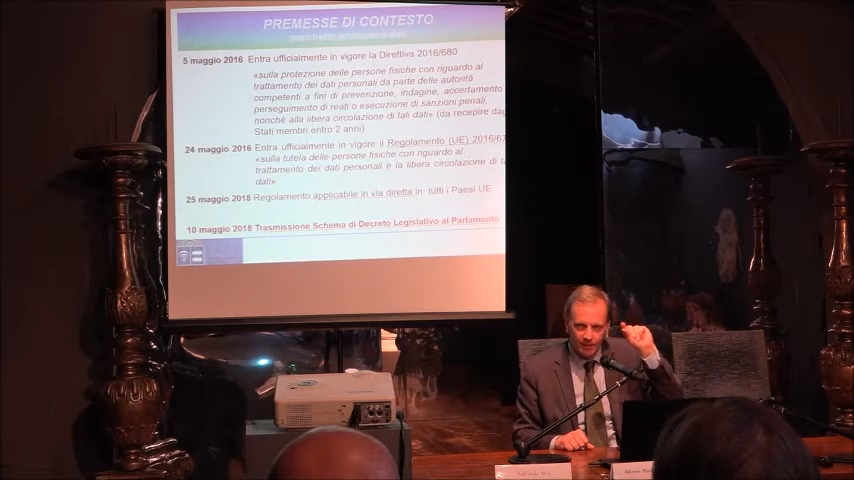 PREMESSE DI CONTESTO
pacchetto protezione dati
5 maggio 2016 Entra ufficialmente in vigore la Direttiva 2016/680
«sulla protezione delle persone fisiche con riguardo al
trattamento dei dati personali da parte delle autorità
competenti a fini di prevenzione, indagine, accertamento
perseguimento di reati o esecuzione di sanzioni penali,
nonché alla libera circolazione di tali dati» (da recepire dag
Stati membri entro 2 anni)
24 maggio 2016 Entra ufficialmente in vigore il Regolamento (UE) 2016/67
«sulla tutela delle persone fisiche con riguardo al
trattamento dei dati personali e la libera circolazione di ta
dati»
25 maggio 2018 Regolamento applicabile in via diretta in tutti i Paesi UE
10 maggio 2018 Trasmissione Schema di Decreto Legislativo al Parlamento